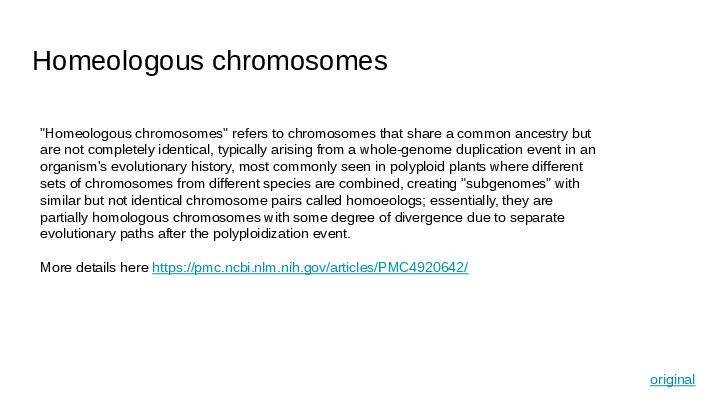 Homeologous chromosomes
"Homeologous chromosomes" refers to chromosomes that share a common ancestry but
are not completely identical, typically arising from a whole-genome duplication event in an
organism's evolutionary history, most commonly seen in polyploid plants where different
sets of chromosomes from different species are combined, creating "subgenomes" with
similar but not identical chromosome pairs called homoeologs; essentially, they are
partially homologous chromosomes with some degree of divergence due to separate
evolutionary paths after the polyploidization event.
More details here https://pmc.ncbi.nlm.nih.gov/articles/PMC4920642/
original